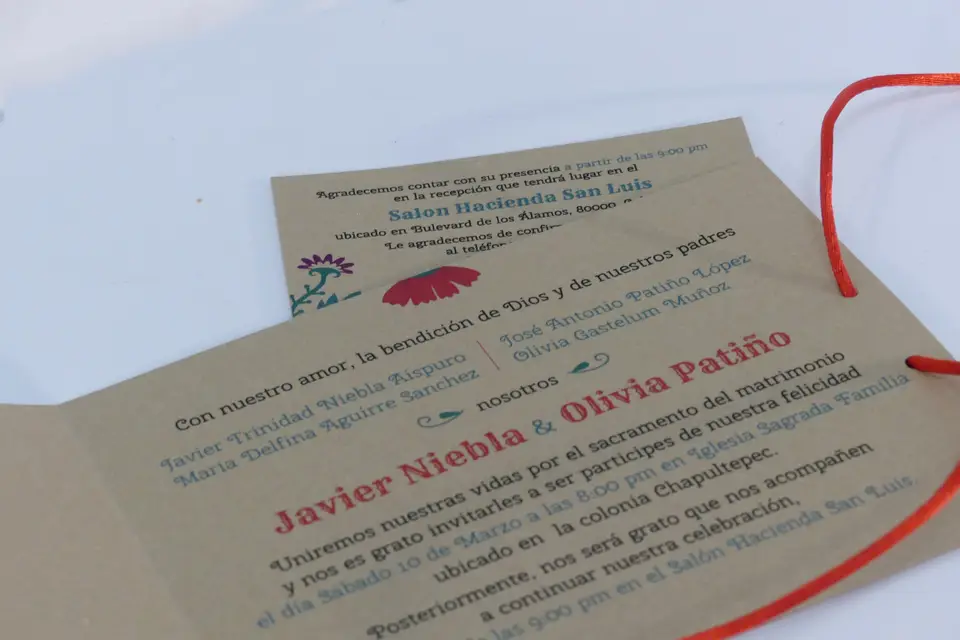 Agradecemos contar con su presencia a partir de las 9:00 pm
en la recepción que tendrá lugar en el
Salon Hacienda San Luis
ubicado en Bulevard de los Álamos, 80000,
Le agradecemos de
al
Con nuestro amor, la bendición de Dios y de nuestros padres
Javier Trinidad Niebla Aispuro
Maria Delfina Aguirre Sanchez
José Antonio Patiño López
Olivia Gastelum Muñoz
nosotros
Javier Niebla & Olivia Patiño
Uniremos nuestras vidas por el sacramento del matrimonio
y nos es grato invitarles a ser participes de nuestra felicidad
el día Sabado 10 de Marzo a las 8:00 pm en Iglesia Sagrada Família
ubicado en la colonia Chapultepec.
Posteriormente, nos será grato que nos acompañen
a continuar nuestra celebración,
las 9:00 pm en el Salón Hacienda San Luis.